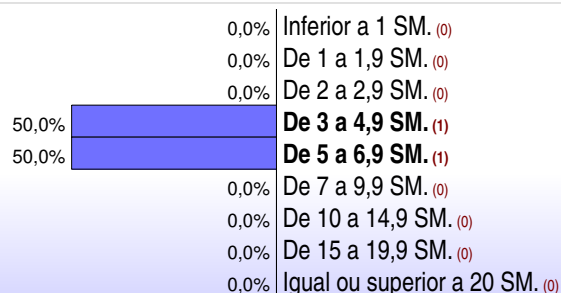 0,0% Inferior a 1 SM. (0)
0,0% De 1 a 1,9 SM. (0)
0,0% De 2 a 2,9 SM. (0)
50,0% De 3 a 4,9 SM. (1)
50,0% De 5 a 6,9 SM. (1)
0,0% De 7 a 9,9 SM. (0)
0,0% De 10 a 14,9 SM. (0)
0,0% De 15 a 19,9 SM. (0)
0,0% Igual ou superior a 20 SM. (0)